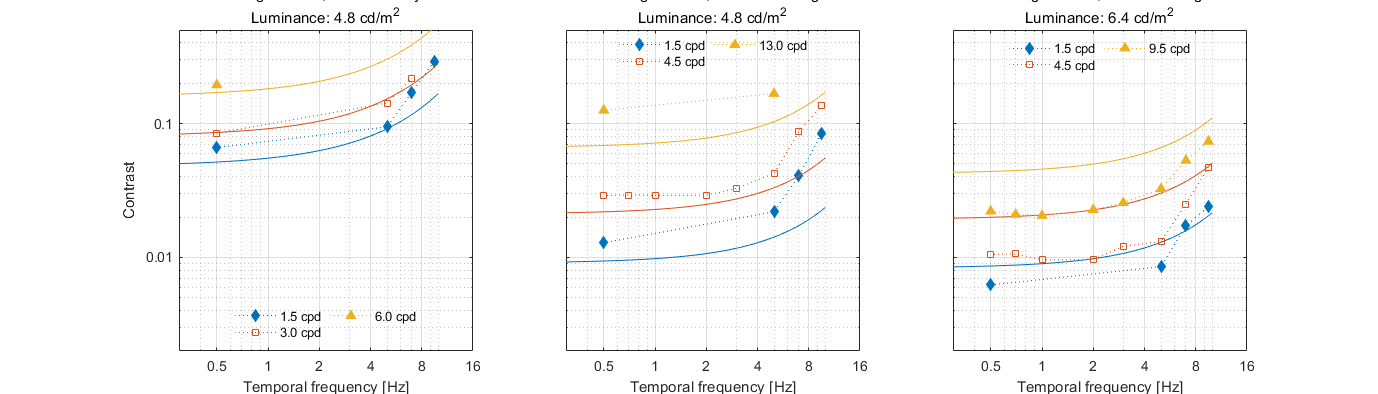 Luminance: 4.8 cd/m²
Luminance: 4.8 cd/m²
Luminance: 6.4 cd/m²
Contrast
0.1
0.01
1.5 cpd
3.0 cpd
6.0 cpd
0.5 1 2 4 8 16
Temporal frequency [Hz]
1.5 cpd
4.5 cpd
13.0 cpd
0.5 1 2 4 8 16
Temporal frequency [Hz]
1.5 cpd
4.5 cpd
9.5 cpd
0.5 1 2 4 8 16
Temporal frequency [Hz]